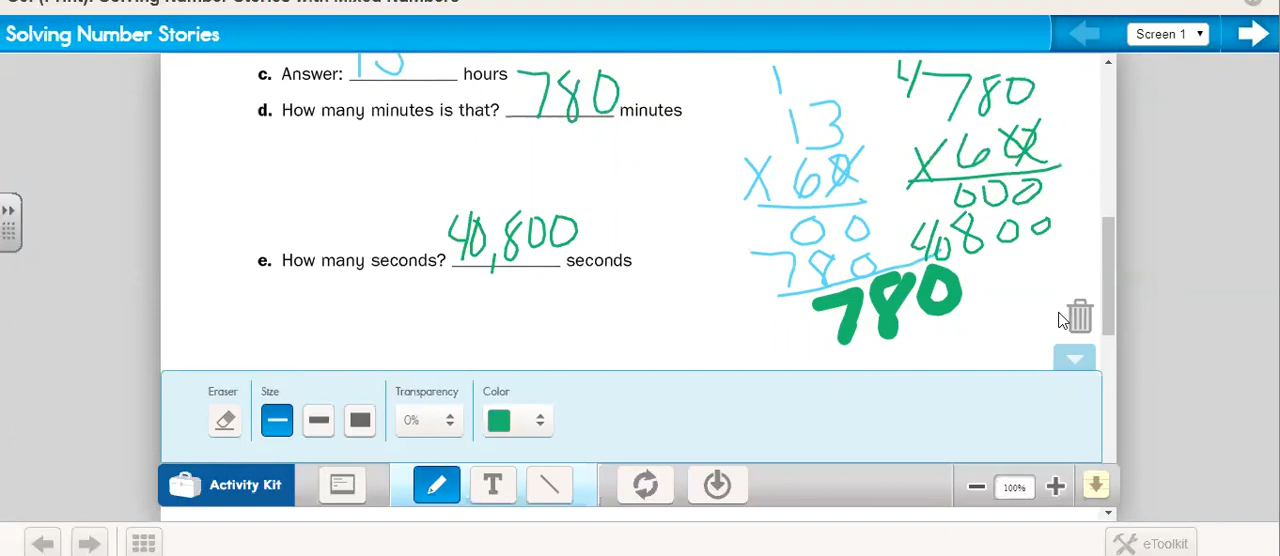 Solving Number Stories
Screen 1
c. Answer: 13 hours
d. How many minutes is that? 780 minutes
e. How many seconds? 40,800 seconds
1
13
X 60
00
780
780
4
780
X 60
000
40800
Eraser
Size
Transparency
Color
0%
Activity Kit
T
100%
eToolkit